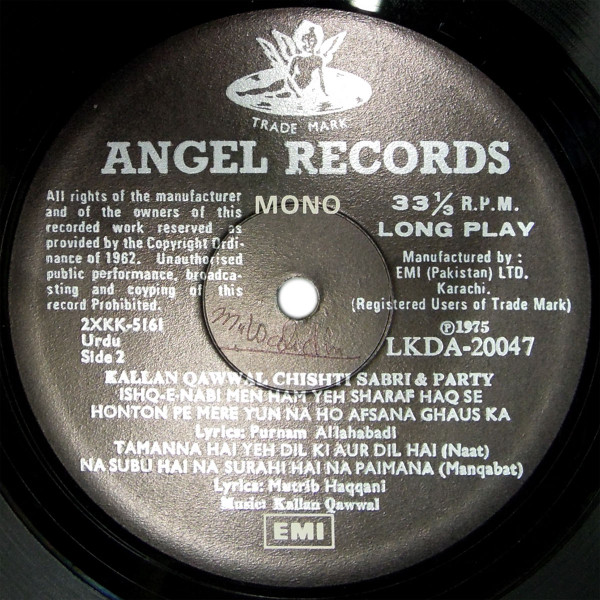 TRADE MARK
ANGEL RECORDS
All rights of the manufacturer
and of the owners of this
recorded work reserved as
provided by the Copyright Ordi-
nance of 1962. Unauthorised
public performance, broadca-
sting and coyping of this
record Prohibited.
MONO
33 1/3 R.P.M.
LONG PLAY
Manufactured by :
EMI (Pakistan) LTD.
Karachi.
(Registered Users of Trade Mark)
2XKK-5161
Urdu
Side 2
Ⓟ1975
LKDA-20047
KALLAN QAWWAL CHISHTI SABRI & PARTY
ISHQ-E-NABI MEN HAM YEH SHARAF HAQ SE
HONTON PE MERE YUN NA HO AFSANA GHAUS KA
Lyrics: Purnam Allahabadi
TAMANNA HAI YEH DIL KI AUR DIL HAI (Naat)
NA SUBU HAI NA SURAHI HAI NA PAIMANA (Manqabat)
Lyrics: Mutrib Haqqani
Music: Kallan Qawwal
EMI